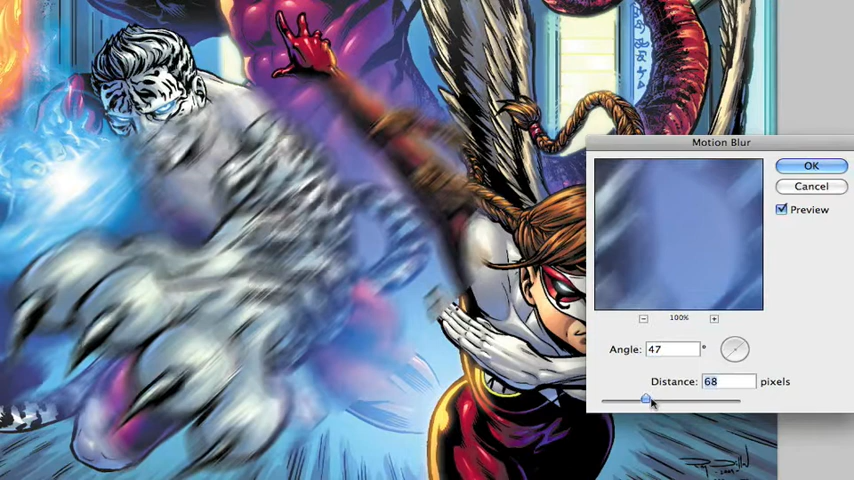 Motion Blur
OK
Cancel
Preview
100%
Angle: 47 °
Distance: 68 pixels